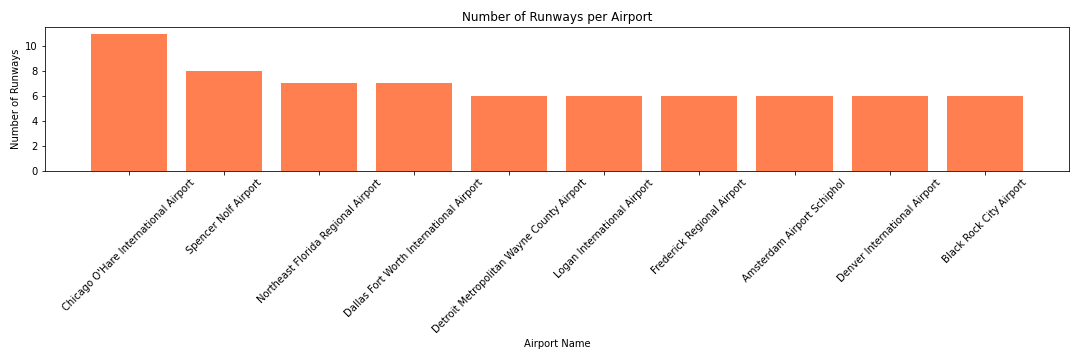 Number of Runways per Airport
Number of Runways
10
8
6
4
2
0
Chicago O'Hare International Airport
Spencer Nolf Airport
Northeast Florida Regional Airport
Dallas Fort Worth International Airport
Detroit Metropolitan Wayne County Airport
Logan International Airport
Frederick Regional Airport
Amsterdam Airport Schiphol
Denver International Airport
Black Rock City Airport
Airport Name